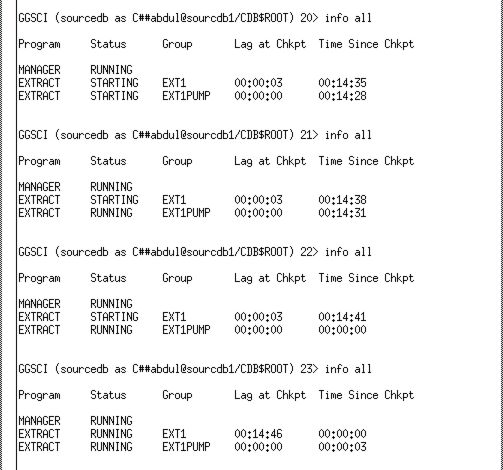 GGSCI (sourcedb as C##abdul@sourcdb1/CDB$ROOT) 20> info all
Program     Status      Group       Lag at Chkpt  Time Since Chkpt
MANAGER     RUNNING
EXTRACT     STARTING    EXT1        00:00:03      00:14:35
EXTRACT     STARTING    EXT1PUMP    00:00:00      00:14:28
GGSCI (sourcedb as C##abdul@sourcdb1/CDB$ROOT) 21> info all
Program     Status      Group       Lag at Chkpt  Time Since Chkpt
MANAGER     RUNNING
EXTRACT     STARTING    EXT1        00:00:03      00:14:38
EXTRACT     RUNNING     EXT1PUMP    00:00:00      00:14:31
GGSCI (sourcedb as C##abdul@sourcdb1/CDB$ROOT) 22> info all
Program     Status      Group       Lag at Chkpt  Time Since Chkpt
MANAGER     RUNNING
EXTRACT     STARTING    EXT1        00:00:03      00:14:41
EXTRACT     RUNNING     EXT1PUMP    00:00:00      00:00:00
GGSCI (sourcedb as C##abdul@sourcdb1/CDB$ROOT) 23> info all
Program     Status      Group       Lag at Chkpt  Time Since Chkpt
MANAGER     RUNNING
EXTRACT     RUNNING     EXT1        00:14:46      00:00:00
EXTRACT     RUNNING     EXT1PUMP    00:00:00      00:00:03